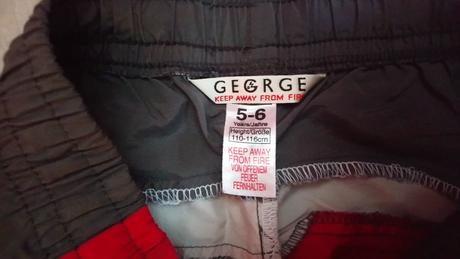 GEORGE
KEEP AWAY FROM FIRE
5-6
Years/Jahre
Height/Größe
110-116cm
KEEP AWAY
FROM FIRE
VON OFFENEM
FEUER
FERNHALTEN